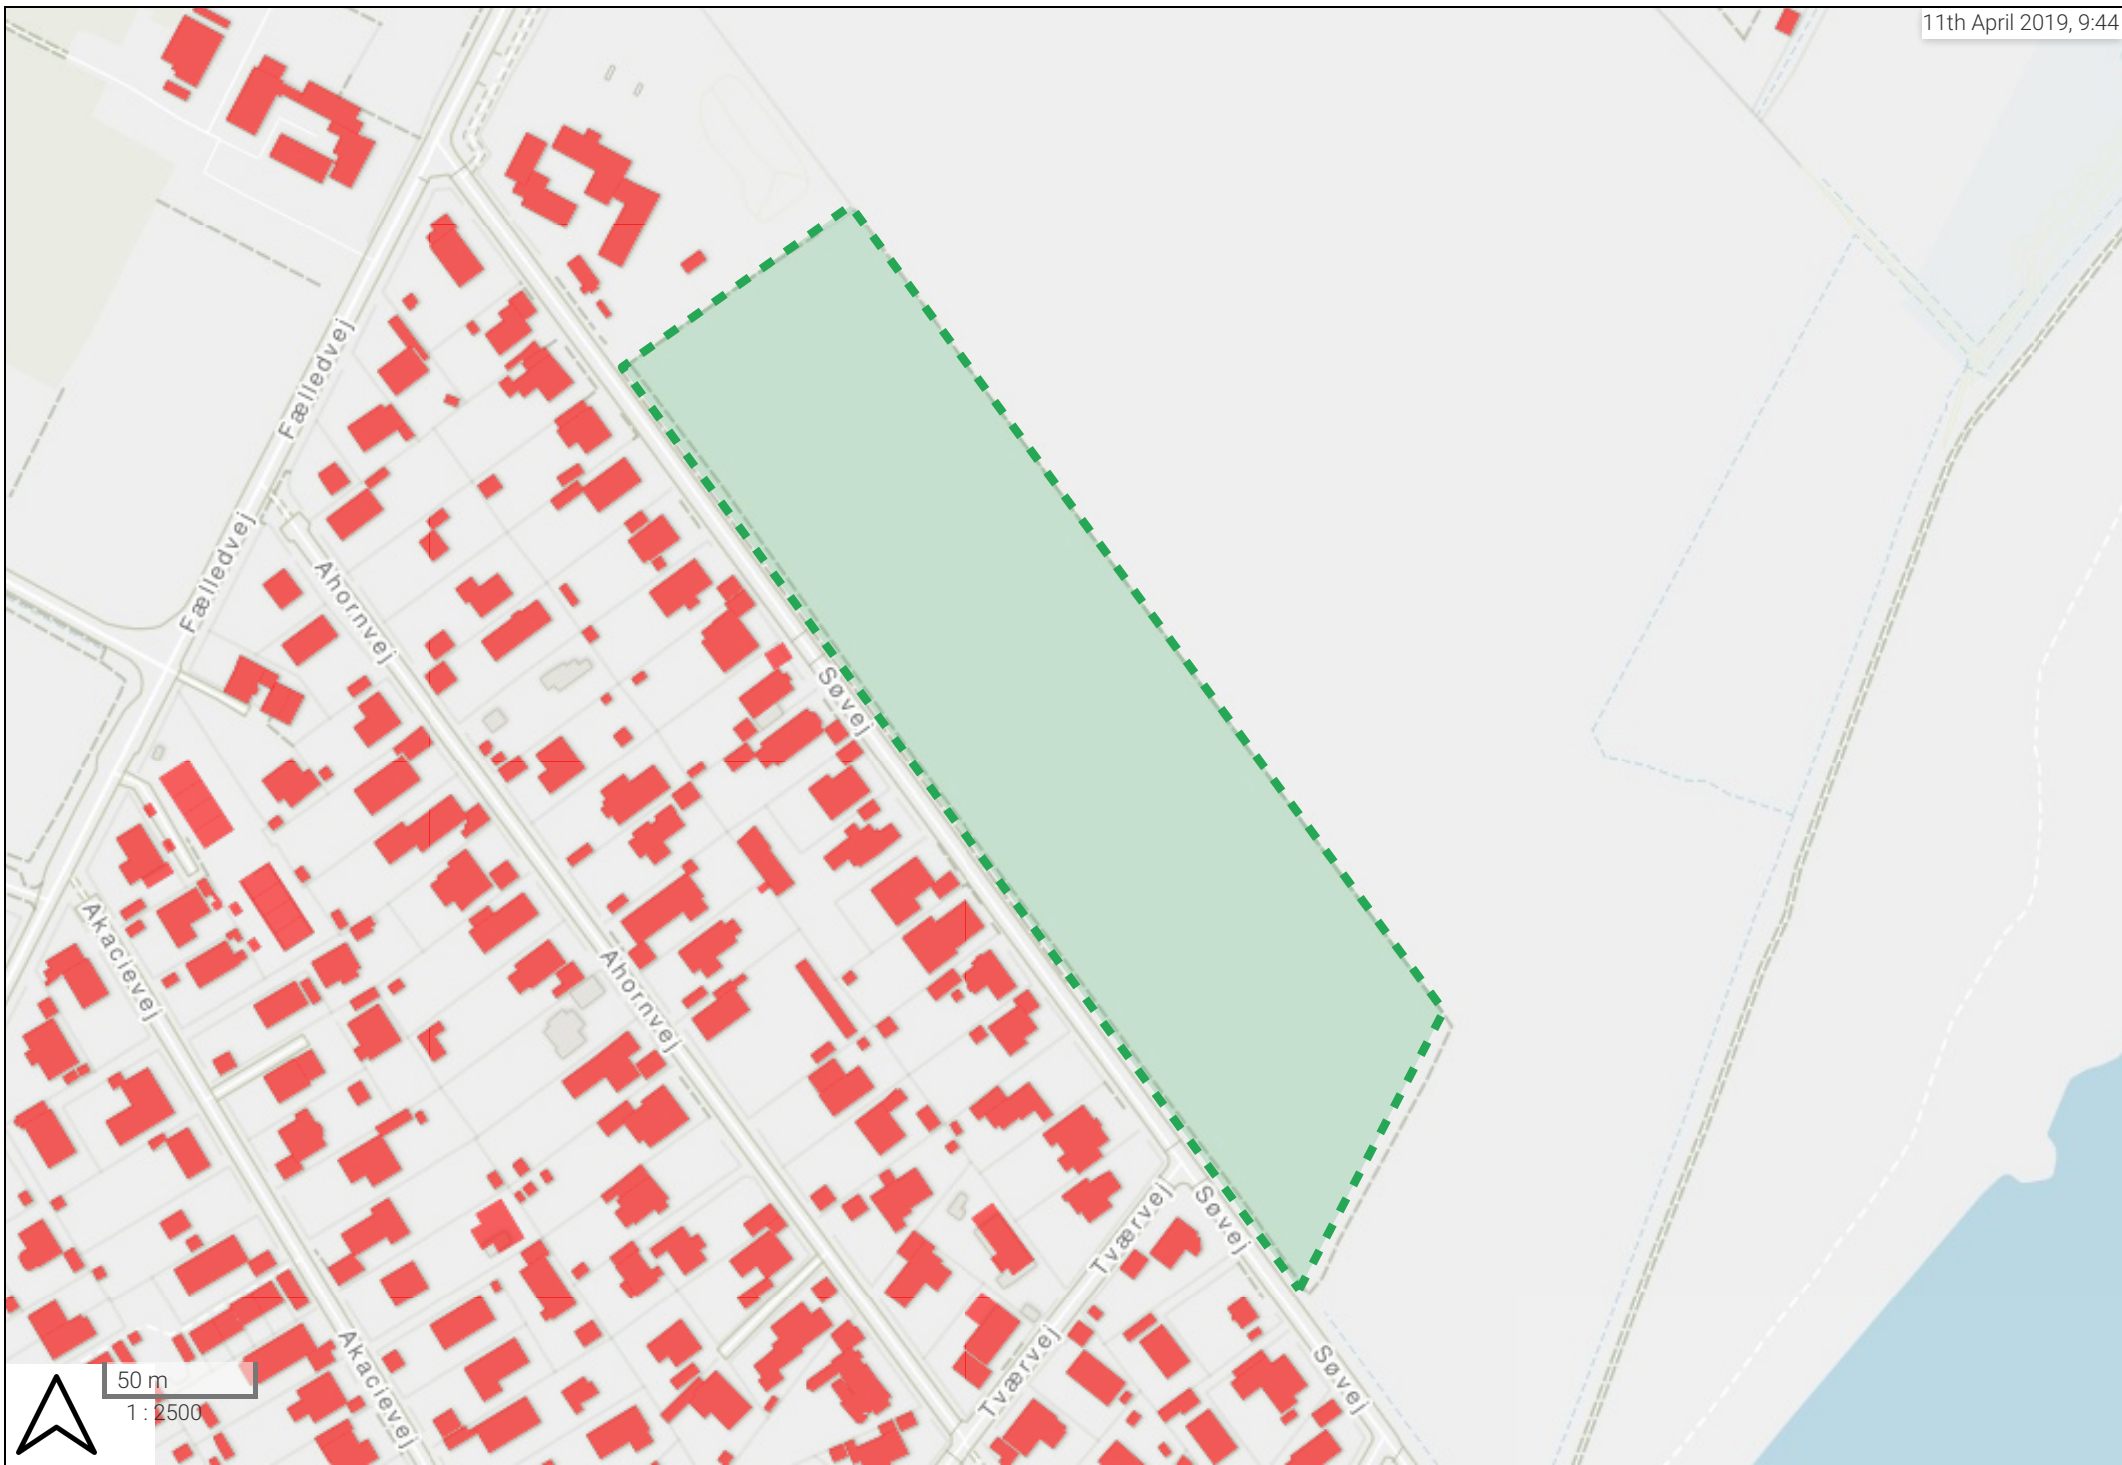 11th April 2019, 9:44
Fælledvej
Fælledvej
Ahornvej
Søvej
Akacievej
Ahornvej
Tværvej
Søvej
Akacievej
Tværvej
Søvej
50 m
1 : 2500